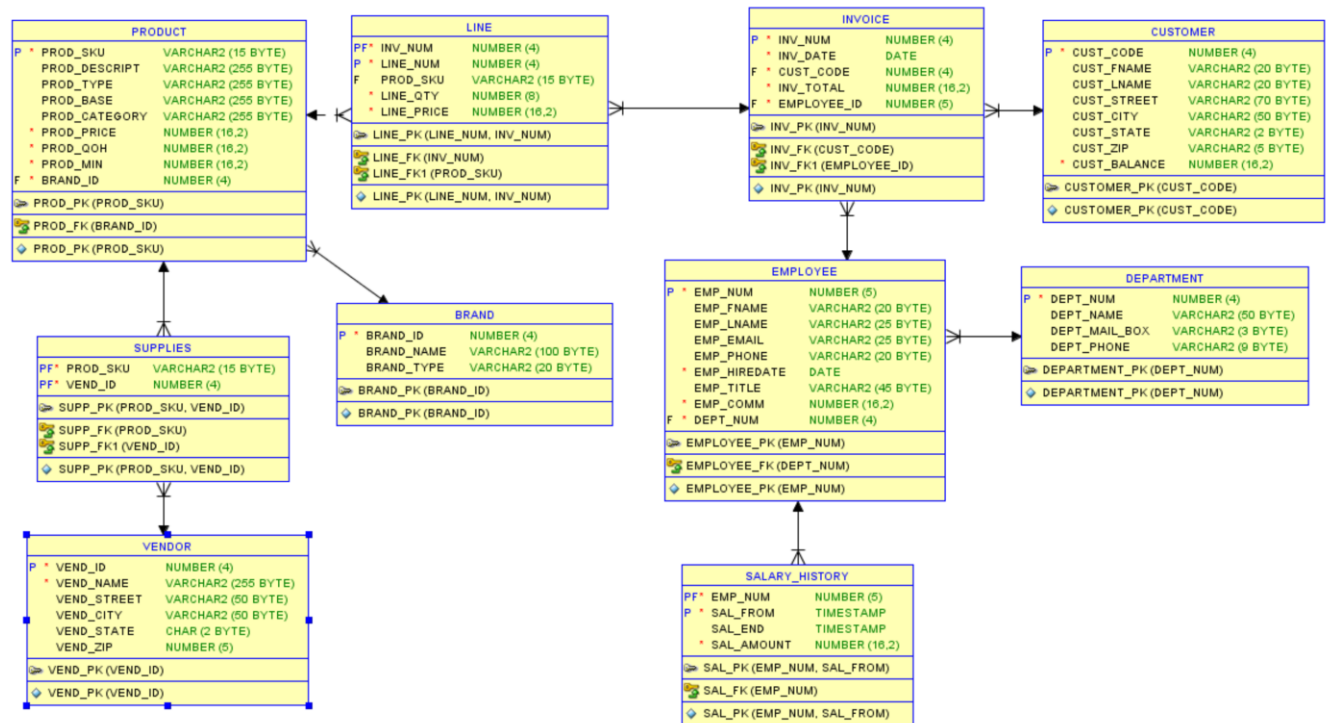 PRODUCT
P * PROD_SKU VARCHAR2 (15 BYTE)
PROD_DESCRIPT VARCHAR2 (255 BYTE)
PROD_TYPE VARCHAR2 (255 BYTE)
PROD_BASE VARCHAR2 (255 BYTE)
PROD_CATEGORY VARCHAR2 (255 BYTE)
* PROD_PRICE NUMBER (16,2)
* PROD_QOH NUMBER (16,2)
* PROD_MIN NUMBER (16,2)
F * BRAND_ID NUMBER (4)
PROD_PK (PROD_SKU)
PROD_FK (BRAND_ID)
PROD_PK (PROD_SKU)
LINE
PF* INV_NUM NUMBER (4)
P * LINE_NUM NUMBER (4)
F PROD_SKU VARCHAR2 (15 BYTE)
* LINE_QTY NUMBER (8)
* LINE_PRICE NUMBER (16,2)
LINE_PK (LINE_NUM, INV_NUM)
LINE_FK (INV_NUM)
LINE_FK1 (PROD_SKU)
LINE_PK (LINE_NUM, INV_NUM)
INVOICE
P * INV_NUM NUMBER (4)
INV_DATE DATE
F * CUST_CODE NUMBER (4)
* INV_TOTAL NUMBER (16,2)
F * EMPLOYEE_ID NUMBER (5)
INV_PK (INV_NUM)
INV_FK (CUST_CODE)
INV_FK1 (EMPLOYEE_ID)
INV_PK (INV_NUM)
CUSTOMER
P * CUST_CODE NUMBER (4)
CUST_FNAME VARCHAR2 (20 BYTE)
CUST_LNAME VARCHAR2 (20 BYTE)
CUST_STREET VARCHAR2 (70 BYTE)
CUST_CITY VARCHAR2 (50 BYTE)
CUST_STATE VARCHAR2 (2 BYTE)
CUST_ZIP VARCHAR2 (5 BYTE)
* CUST_BALANCE NUMBER (16,2)
CUSTOMER_PK (CUST_CODE)
CUSTOMER_PK (CUST_CODE)
BRAND
P * BRAND_ID NUMBER (4)
BRAND_NAME VARCHAR2 (100 BYTE)
BRAND_TYPE VARCHAR2 (20 BYTE)
BRAND_PK (BRAND_ID)
BRAND_PK (BRAND_ID)
EMPLOYEE
P * EMP_NUM NUMBER (5)
EMP_FNAME VARCHAR2 (20 BYTE)
EMP_LNAME VARCHAR2 (25 BYTE)
EMP_EMAIL VARCHAR2 (25 BYTE)
EMP_PHONE VARCHAR2 (20 BYTE)
* EMP_HIREDATE DATE
EMP_TITLE VARCHAR2 (45 BYTE)
* EMP_COMM NUMBER (16,2)
F * DEPT_NUM NUMBER (4)
EMPLOYEE_PK (EMP_NUM)
EMPLOYEE_FK (DEPT_NUM)
EMPLOYEE_PK (EMP_NUM)
DEPARTMENT
P * DEPT_NUM NUMBER (4)
DEPT_NAME VARCHAR2 (50 BYTE)
DEPT_MAIL_BOX VARCHAR2 (3 BYTE)
DEPT_PHONE VARCHAR2 (9 BYTE)
DEPARTMENT_PK (DEPT_NUM)
DEPARTMENT_PK (DEPT_NUM)
SUPPLIES
PF* PROD_SKU VARCHAR2 (15 BYTE)
PF* VEND_ID NUMBER (4)
SUPP_PK (PROD_SKU, VEND_ID)
SUPP_FK (PROD_SKU)
SUPP_FK1 (VEND_ID)
SUPP_PK (PROD_SKU, VEND_ID)
VENDOR
P * VEND_ID NUMBER (4)
* VEND_NAME VARCHAR2 (255 BYTE)
VEND_STREET VARCHAR2 (50 BYTE)
VEND_CITY VARCHAR2 (50 BYTE)
VEND_STATE CHAR (2 BYTE)
VEND_ZIP NUMBER (5)
VEND_PK (VEND_ID)
VEND_PK (VEND_ID)
SALARY_HISTORY
PF* EMP_NUM NUMBER (5)
P * SAL_FROM TIMESTAMP
SAL_END TIMESTAMP
* SAL_AMOUNT NUMBER (16,2)
SAL_PK (EMP_NUM, SAL_FROM)
SAL_FK (EMP_NUM)
SAL_PK (EMP_NUM, SAL_FROM)